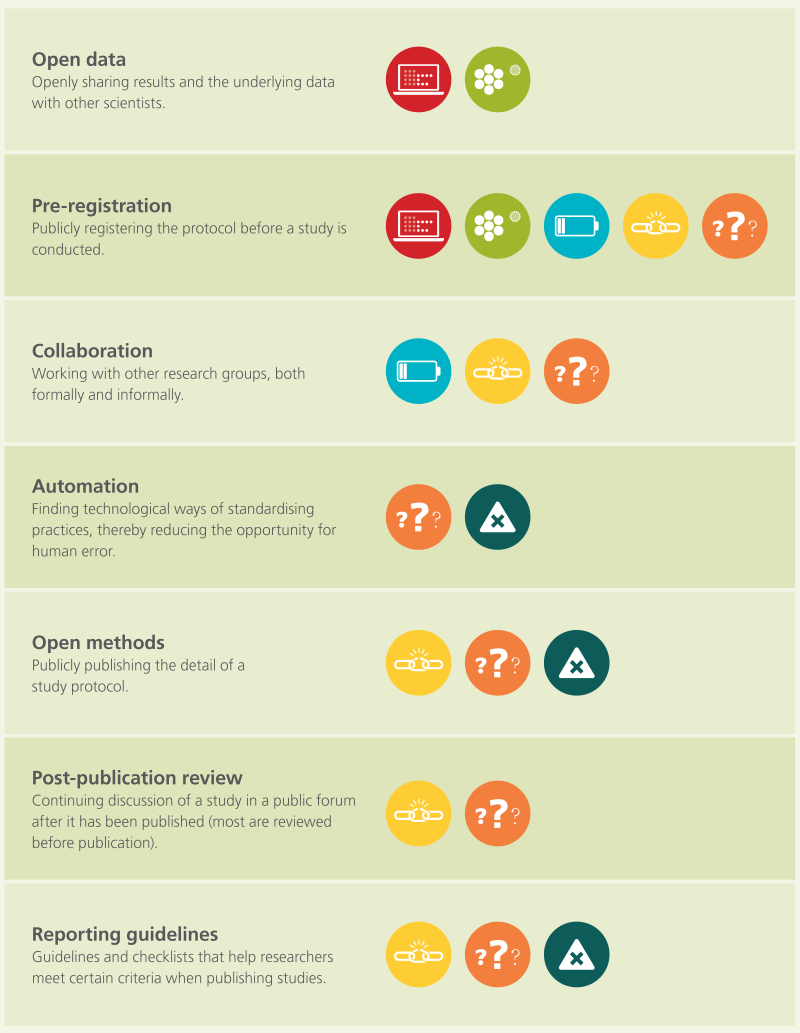 Open data
Openly sharing results and the underlying data
with other scientists.
Pre-registration
Publicly registering the protocol before a study is
conducted.
???
Collaboration
Working with other research groups, both
formally and informally.
???
Automation
Finding technological ways of standardising
practices, thereby reducing the opportunity for
human error.
???
Open methods
Publicly publishing the detail of a
study protocol.
???
Post-publication review
Continuing discussion of a study in a public forum
after it has been published (most are reviewed
before publication).
???
Reporting guidelines
Guidelines and checklists that help researchers
meet certain criteria when publishing studies.
???